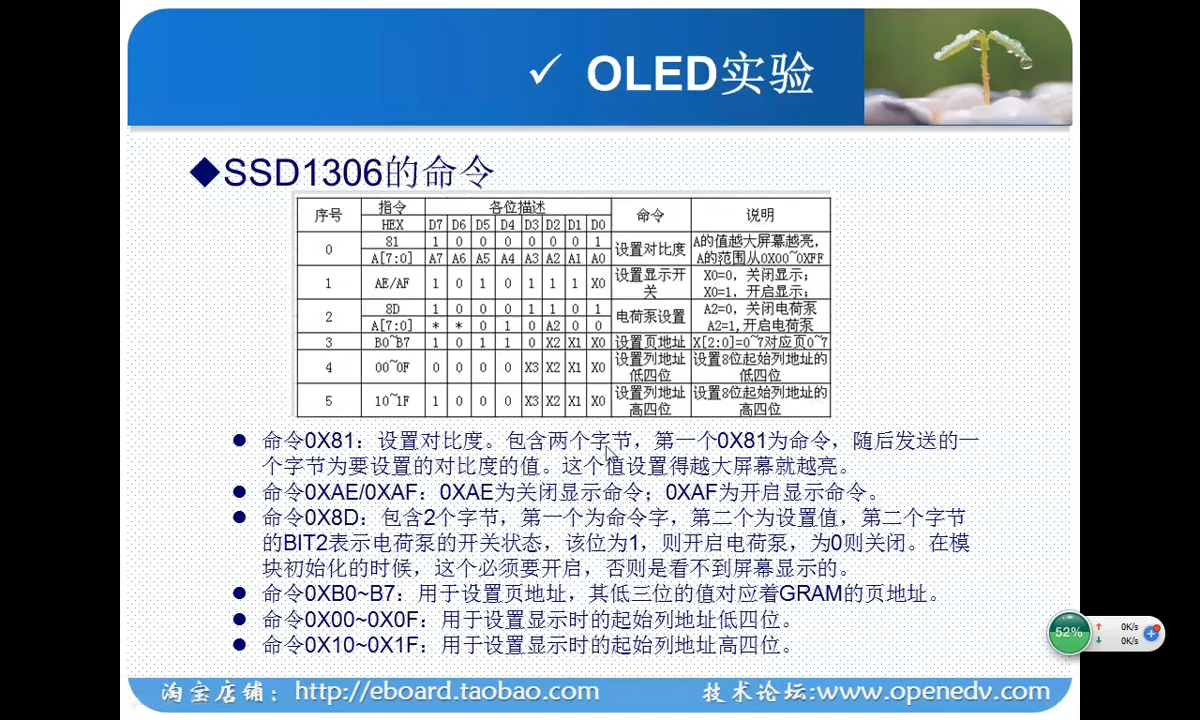 ✓ OLED实验
◆SSD1306的命令
序号 指令 各位描述 命令 说明
HEX D7 D6 D5 D4 D3 D2 D1 D0
0 81 1 0 0 0 0 0 0 1 设置对比度 A的值越大屏幕越亮,
A[7:0] A7 A6 A5 A4 A3 A2 A1 A0 A的范围从0X00~0XFF
1 AE/AF 1 0 1 0 1 1 1 X0 设置显示开关 X0=0, 关闭显示;
X0=1, 开启显示;
2 8D 1 0 0 0 1 1 0 1 电荷泵设置 A2=0, 关闭电荷泵
A[7:0] * * 0 1 0 A2 0 0 A2=1,开启电荷泵
3 B0~B7 1 0 1 1 0 X2 X1 X0 设置页地址 X[2:0]=0~7对应页0~7
4 00~0F 0 0 0 0 X3 X2 X1 X0 设置列地址低四位 设置8位起始列地址的低四位
5 10~1F 1 0 0 0 X3 X2 X1 X0 设置列地址高四位 设置8位起始列地址的高四位
● 命令0X81：设置对比度。包含两个字节，第一个0X81为命令，随后发送的一
个字节为要设置的对比度的值。这个值设置得越大屏幕就越亮。
● 命令0XAE/0XAF：0XAE为关闭显示命令；0XAF为开启显示命令。
● 命令0X8D：包含2个字节，第一个为命令字，第二个为设置值，第二个字节
的BIT2表示电荷泵的开关状态，该位为1，则开启电荷泵，为0则关闭。在模
块初始化的时候，这个必须要开启，否则是看不到屏幕显示的。
● 命令0XB0~B7：用于设置页地址，其低三位的值对应着GRAM的页地址。
● 命令0X00~0X0F：用于设置显示时的起始列地址低四位。
● 命令0X10~0X1F：用于设置显示时的起始列地址高四位。
52% 0K/s
0K/s
淘宝店铺：http://eboard.taobao.com 技术论坛:www.openedv.com